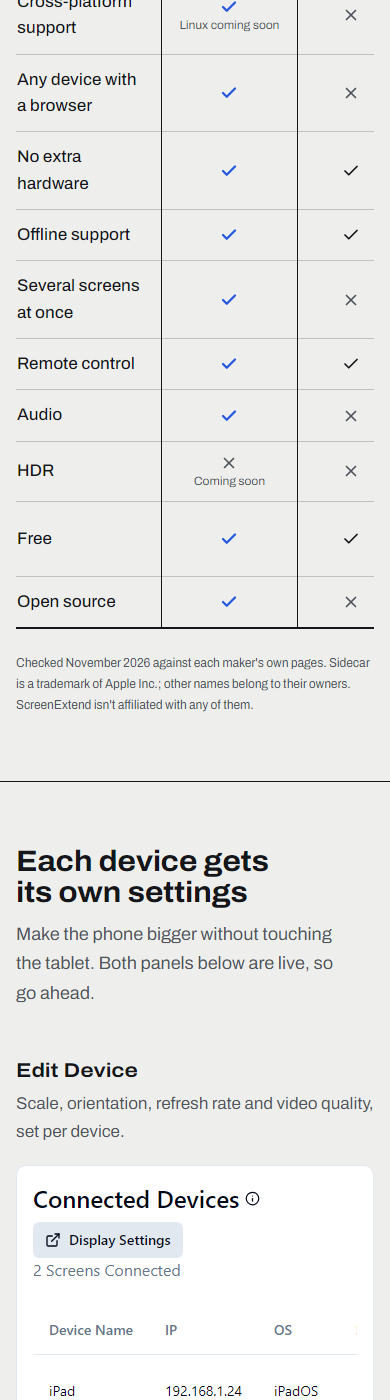 Cross-platform
support
Linux coming soon
Any device with
a browser
No extra
hardware
Offline support
Several screens
at once
Remote control
Audio
HDR
Coming soon
Free
Open source
Checked November 2026 against each maker's own pages. Sidecar
is a trademark of Apple Inc.; other names belong to their owners.
ScreenExtend isn't affiliated with any of them.
Each device gets
its own settings
Make the phone bigger without touching
the tablet. Both panels below are live, so
go ahead.
Edit Device
Scale, orientation, refresh rate and video quality,
set per device.
Connected Devices
Display Settings
2 Screens Connected
Device Name IP OS
iPad 192.168.1.24 iPadOS